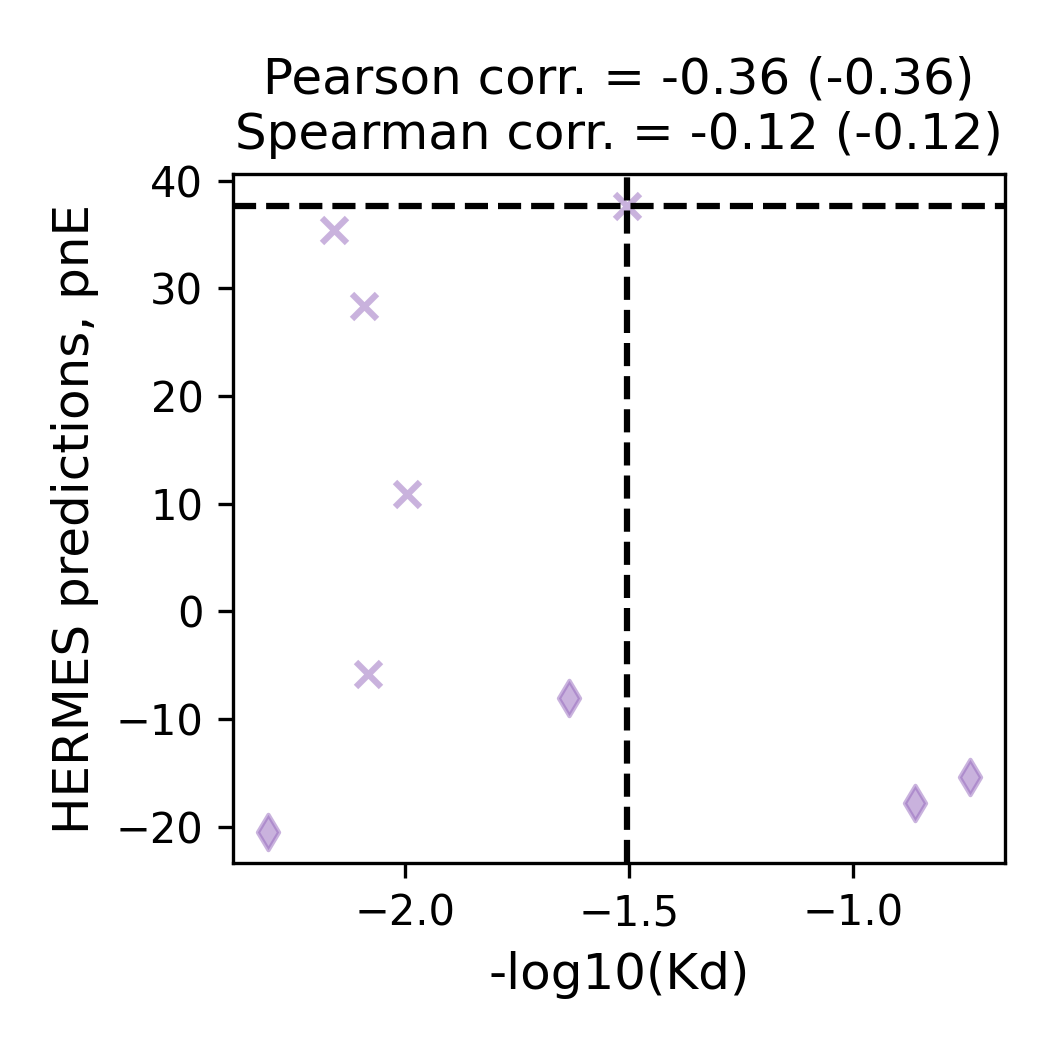 Pearson corr. = -0.36 (-0.36)
Spearman corr. = -0.12 (-0.12)
HERMES predictions, pnE
40
30
20
10
0
−10
−20
−2.0
−1.5
−1.0
-log10(Kd)